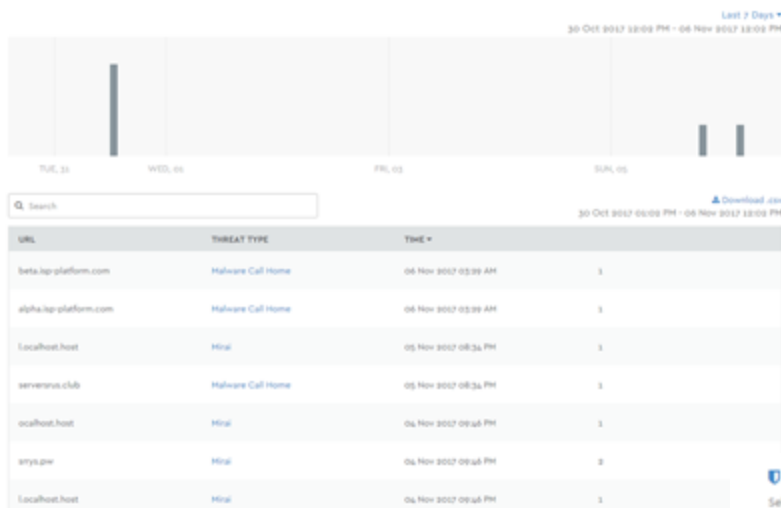 Last 7 Days
30 Oct 2017 12:02 PM - 06 Nov 2017 12:02 PM
TUE, 31 WED, 01 FRI, 03 SUN, 05
Search
Download .csv
30 Oct 2017 01:02 PM - 06 Nov 2017 12:02 PM
URL THREAT TYPE TIME
beta.isp-platform.com Malware Call Home 06 Nov 2017 03:29 AM 1
alpha.isp-platform.com Malware Call Home 06 Nov 2017 03:29 AM 1
l.ocalhost.host Mirai 05 Nov 2017 08:34 PM 1
serversrus.club Malware Call Home 05 Nov 2017 08:34 PM 1
ocalhost.host Mirai 04 Nov 2017 09:46 PM 1
Mirai 04 Nov 2017 09:46 PM 2
l.ocalhost.host Mirai 04 Nov 2017 09:46 PM 1